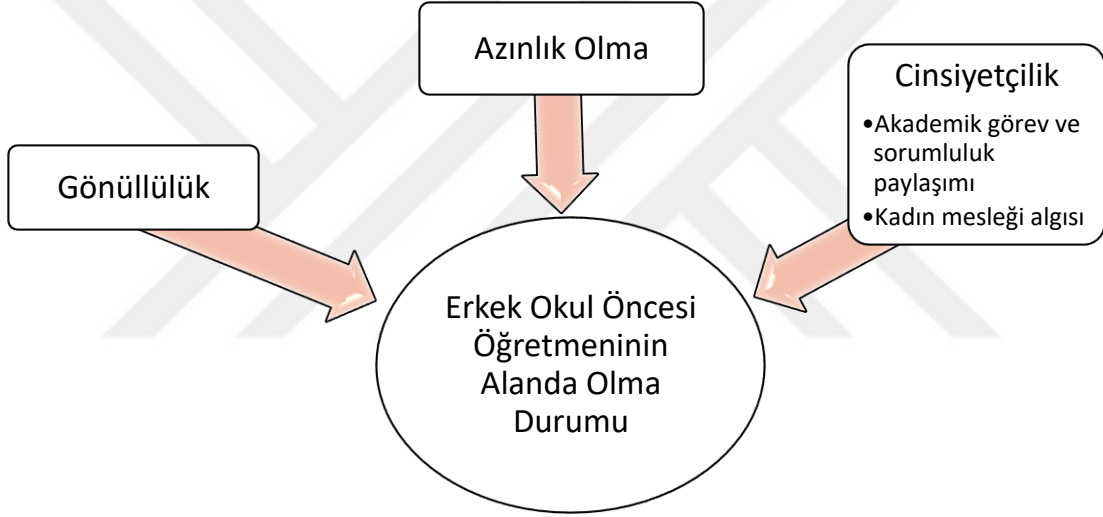 Azınlık Olma
Cinsiyetçilik
•Akademik görev ve
sorumluluk
paylaşımı
•Kadın mesleği algısı
Gönüllülük
Erkek Okul Öncesi
Öğretmeninin
Alanda Olma
Durumu